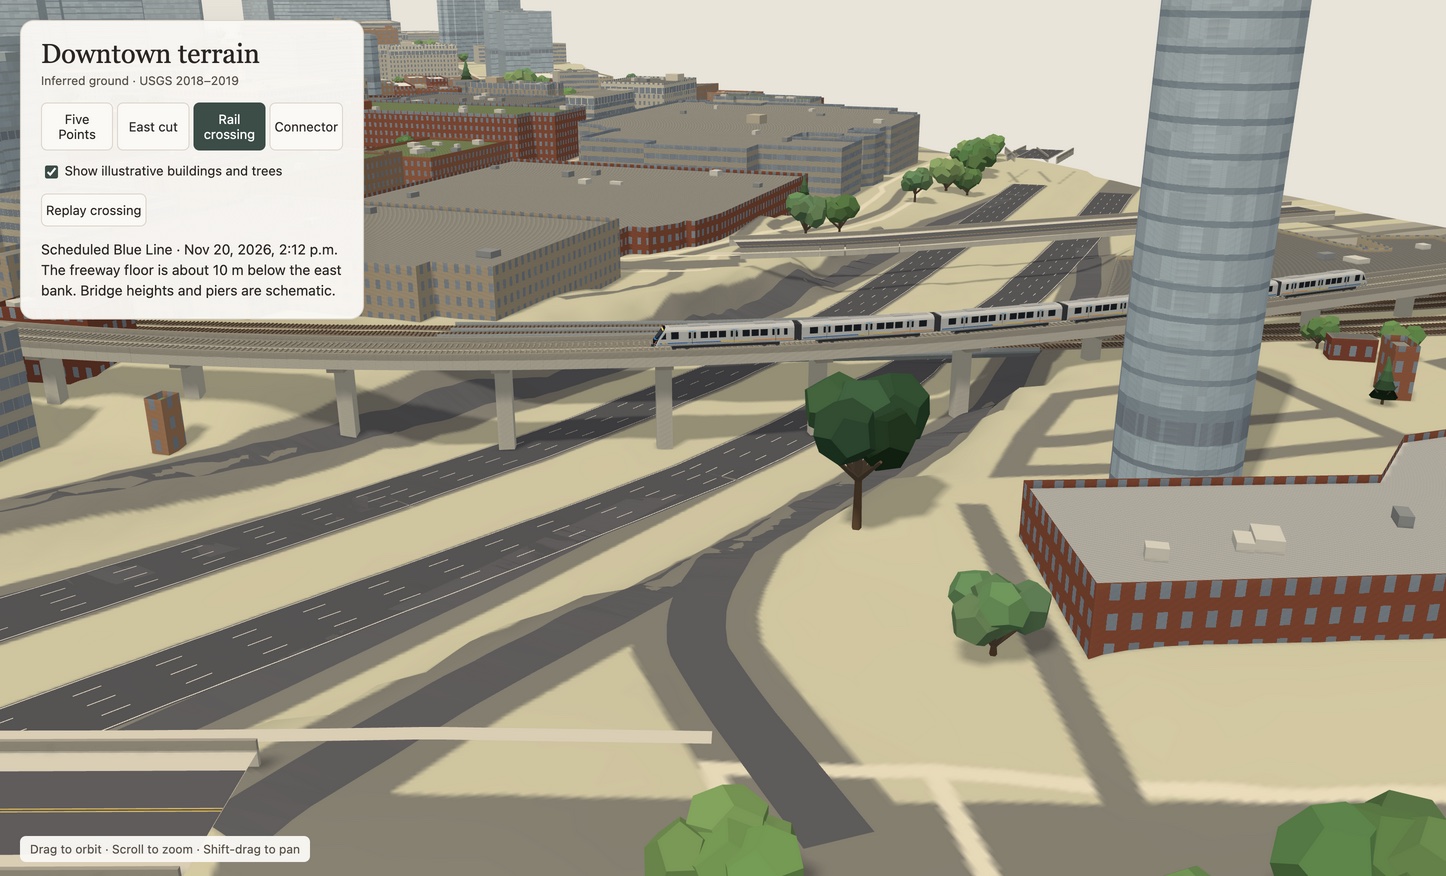 Downtown terrain
Inferred ground · USGS 2018–2019
Five
Points
East cut
Rail
crossing
Connector
Show illustrative buildings and trees
Replay crossing
Scheduled Blue Line · Nov 20, 2026, 2:12 p.m.
The freeway floor is about 10 m below the east
bank. Bridge heights and piers are schematic.
Drag to orbit · Scroll to zoom · Shift-drag to pan